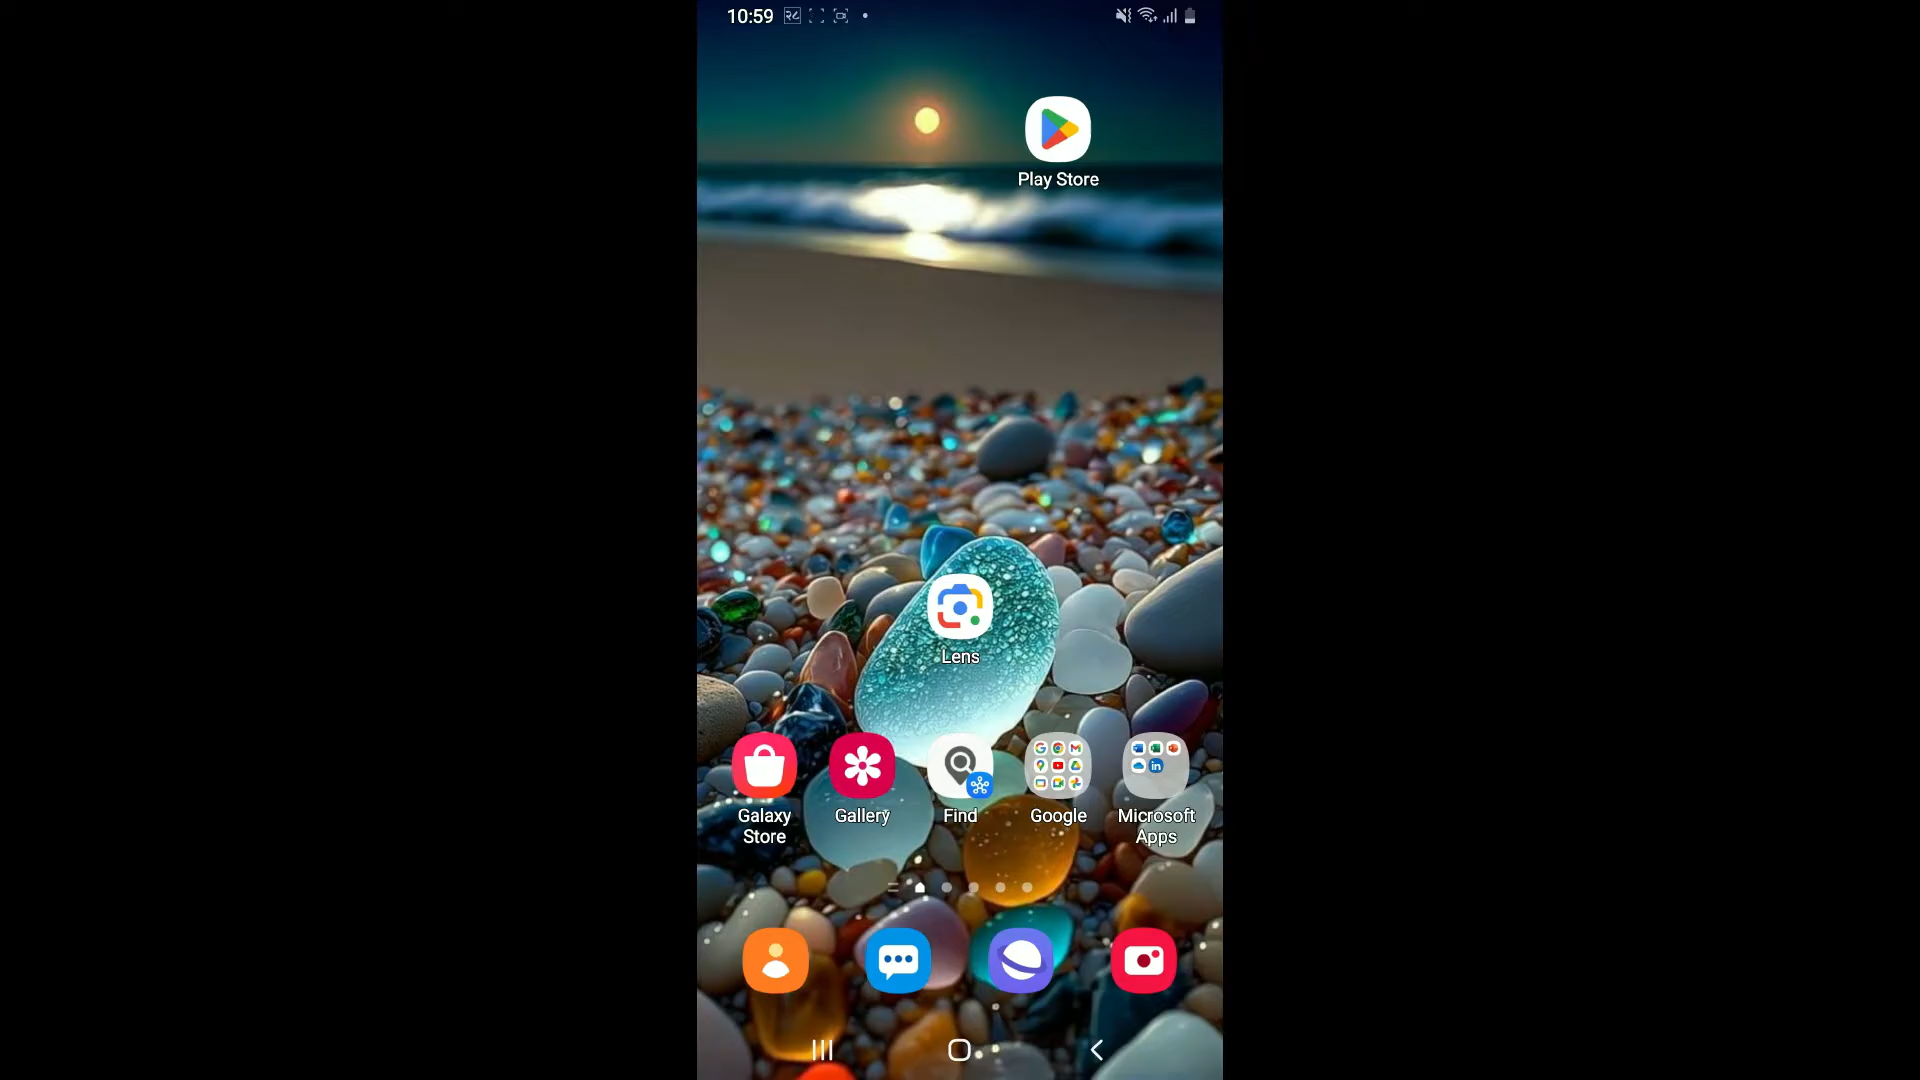 10:59
Play Store
Lens
Galaxy
Store
Gallery
Find
Google
Microsoft
Apps